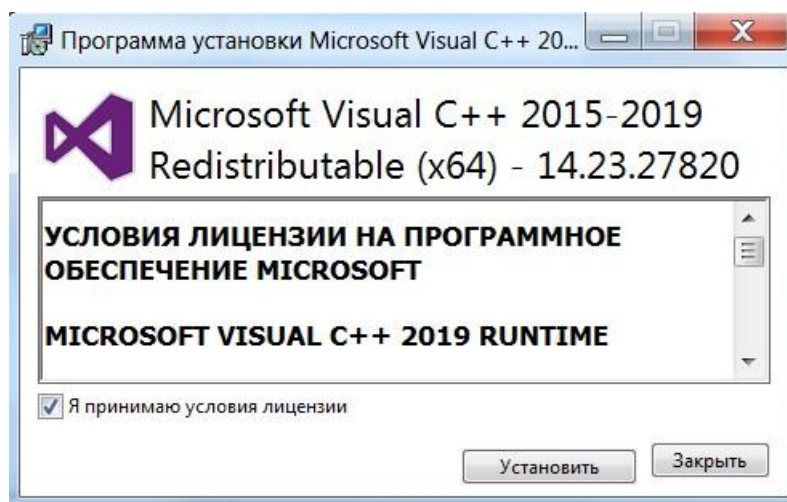 Программа установки Microsoft Visual C++ 20...
Microsoft Visual C++ 2015-2019
Redistributable (x64) - 14.23.27820
УСЛОВИЯ ЛИЦЕНЗИИ НА ПРОГРАММНОЕ
ОБЕСПЕЧЕНИЕ MICROSOFT
MICROSOFT VISUAL C++ 2019 RUNTIME
Я принимаю условия лицензии
Установить
Закрыть